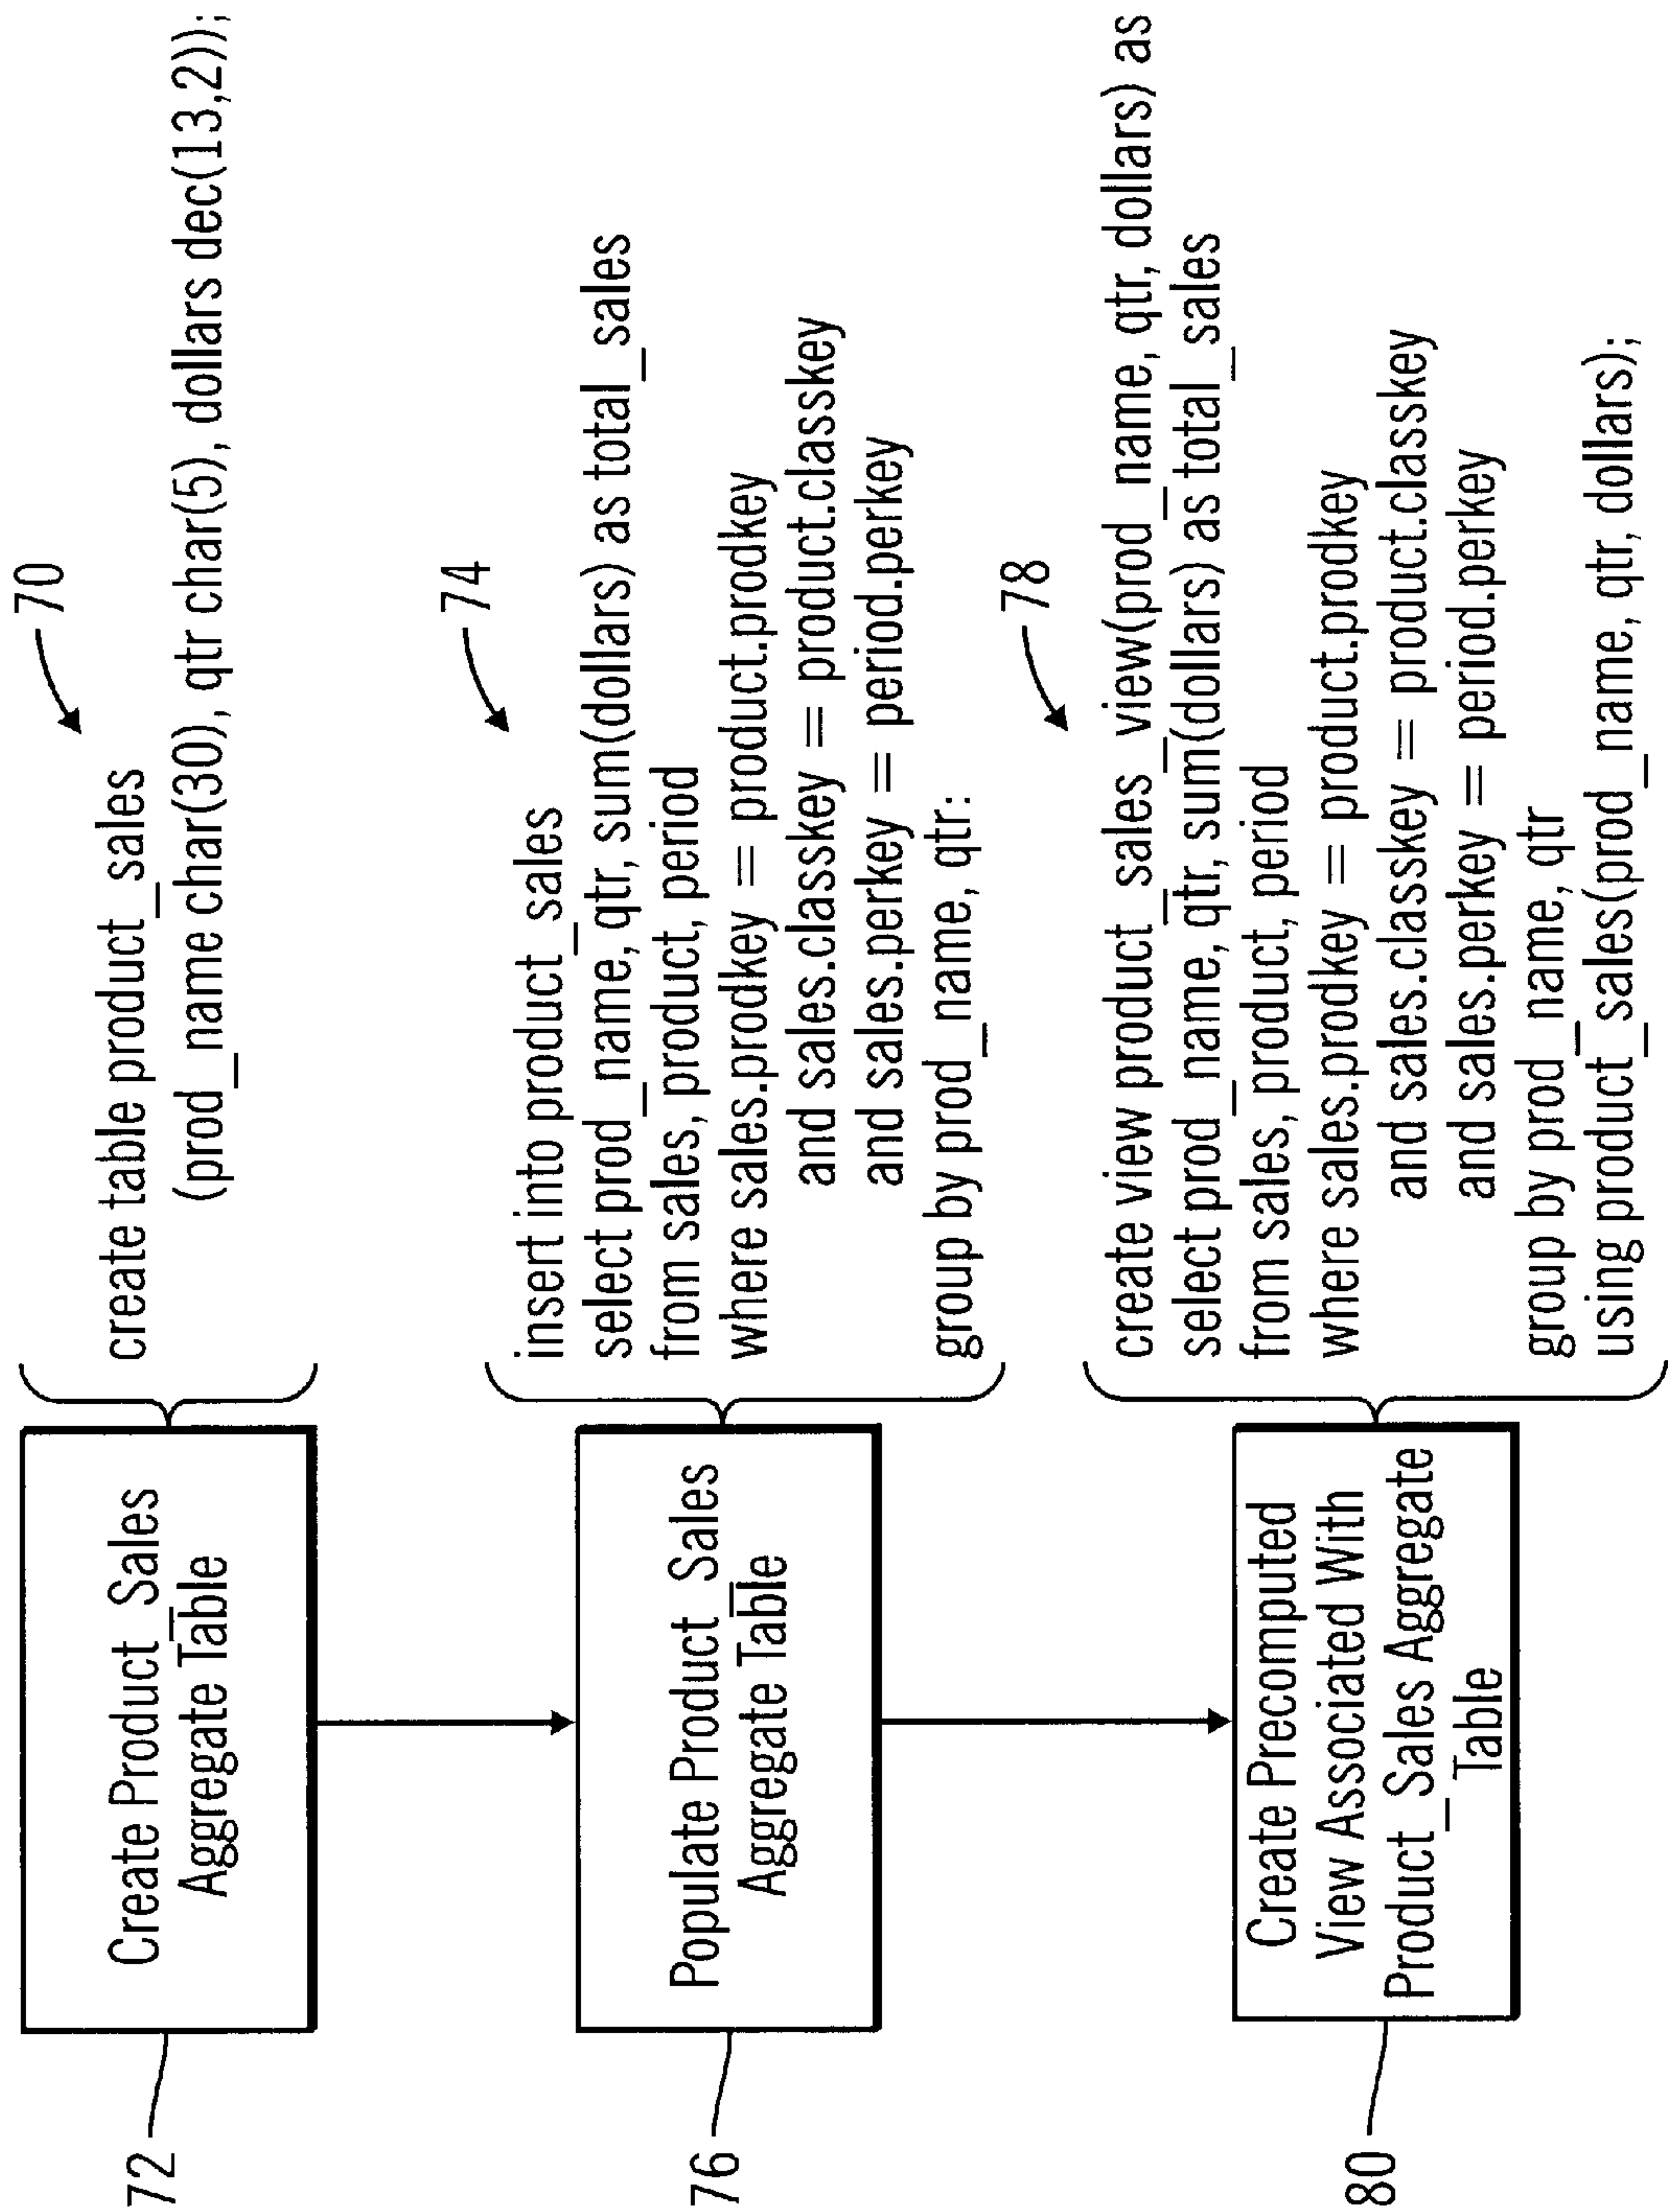 72
Create Product_Sales
Aggregate Table
70
create table product_sales
(prod_name char(30), qtr char(5), dollars dec(13,2));
76
Populate Product_Sales
Aggregate Table
74
insert into product_sales
select prod_name, qtr, sum(dollars) as total_sales
from sales, product, period
where sales.prodkey = product.prodkey
and sales.classkey = product.classkey
and sales.perkey = period.perkey
group by prod_name, qtr:
80
Create Precomputed
View Associated With
Product_Sales Aggregate
Table
78
create view product_sales_view(prod_name, qtr, dollars) as
select prod_name, qtr, sum(dollars) as total_sales
from sales, product, period
where sales.prodkey = product.prodkey
and sales.classkey = product.classkey
and sales.perkey = period.perkey
group by prod_name, qtr
using product_sales(prod_name, qtr, dollars);